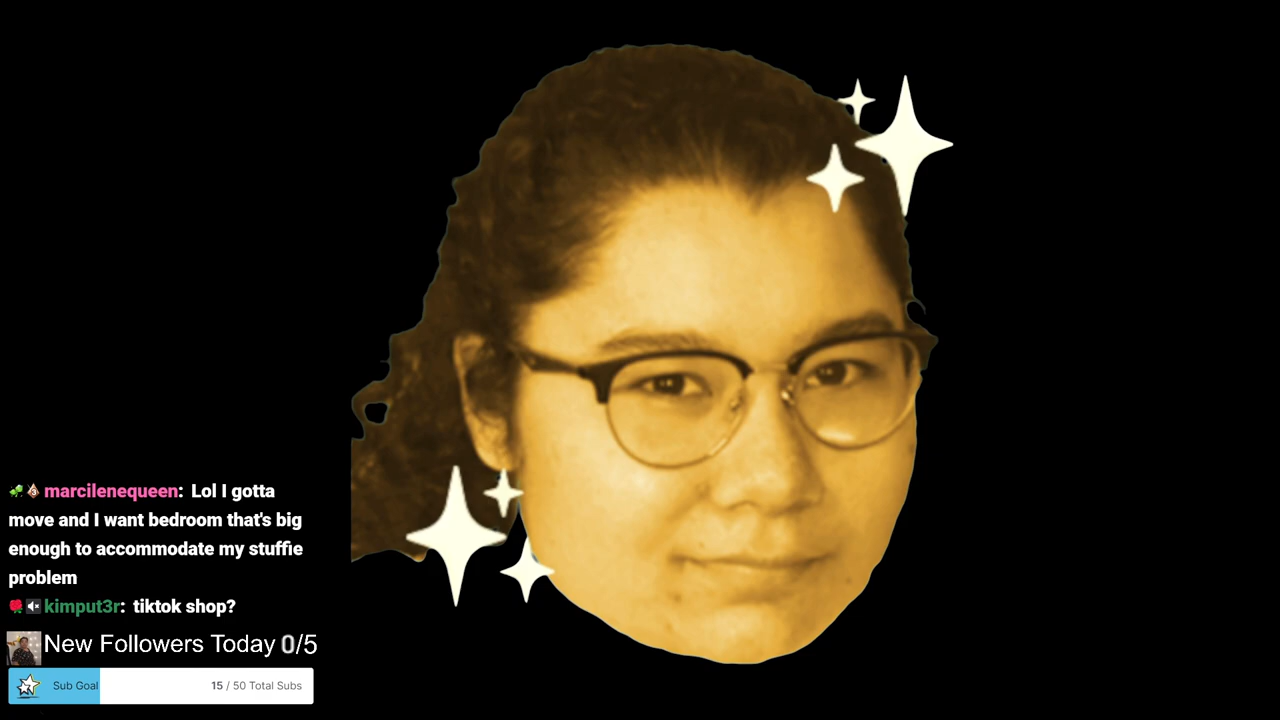 marcilenequeen: Lol I gotta
move and I want bedroom that's big
enough to accommodate my stuffie
problem
kimput3r: tiktok shop?
New Followers Today 0/5
Sub Goal 15 / 50 Total Subs